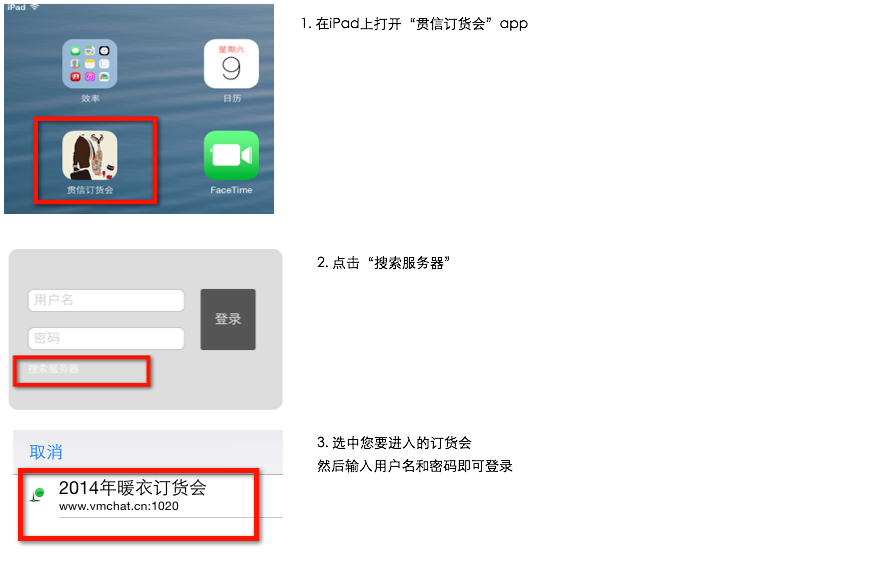 iPad
1. 在iPad上打开“贯信订货会”app
星期六
9
效率
日历
贯信订货会
FaceTime
2. 点击“搜索服务器”
用户名
登录
密码
搜索服务器
3. 选中您要进入的订货会
然后输入用户名和密码即可登录
取消
2014年暖衣订货会
www.vmchat.cn:1020